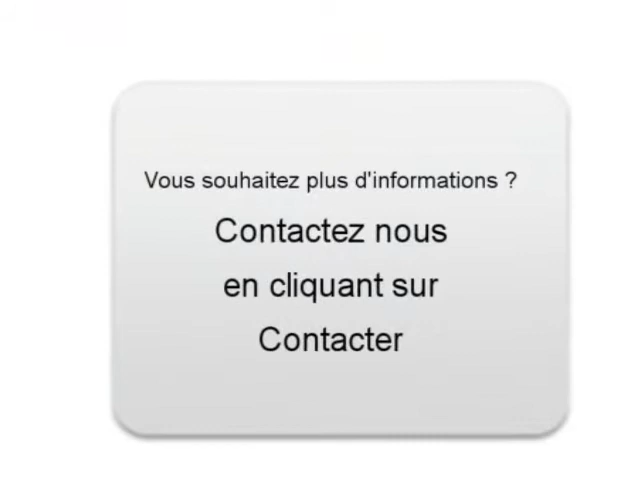 Vous souhaitez plus d'informations ?
Contactez nous
en cliquant sur
Contacter